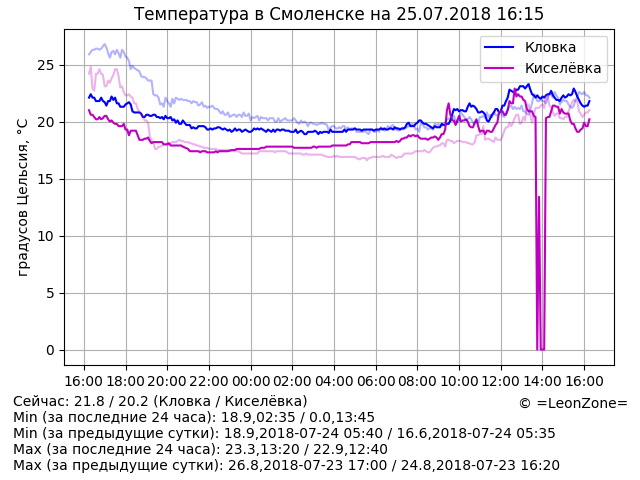 Температура в Смоленске на 25.07.2018 16:15
Кловка
Киселёвка
градусов Цельсия, °C
25
20
15
10
5
0
16:00 18:00 20:00 22:00 00:00 02:00 04:00 06:00 08:00 10:00 12:00 14:00 16:00
Сейчас: 21.8 / 20.2 (Кловка / Киселёвка)
© =LeonZone=
Min (за последние 24 часа): 18.9,02:35 / 0.0,13:45
Min (за предыдущие сутки): 18.9,2018-07-24 05:40 / 16.6,2018-07-24 05:35
Max (за последние 24 часа): 23.3,13:20 / 22.9,12:40
Max (за предыдущие сутки): 26.8,2018-07-23 17:00 / 24.8,2018-07-23 16:20